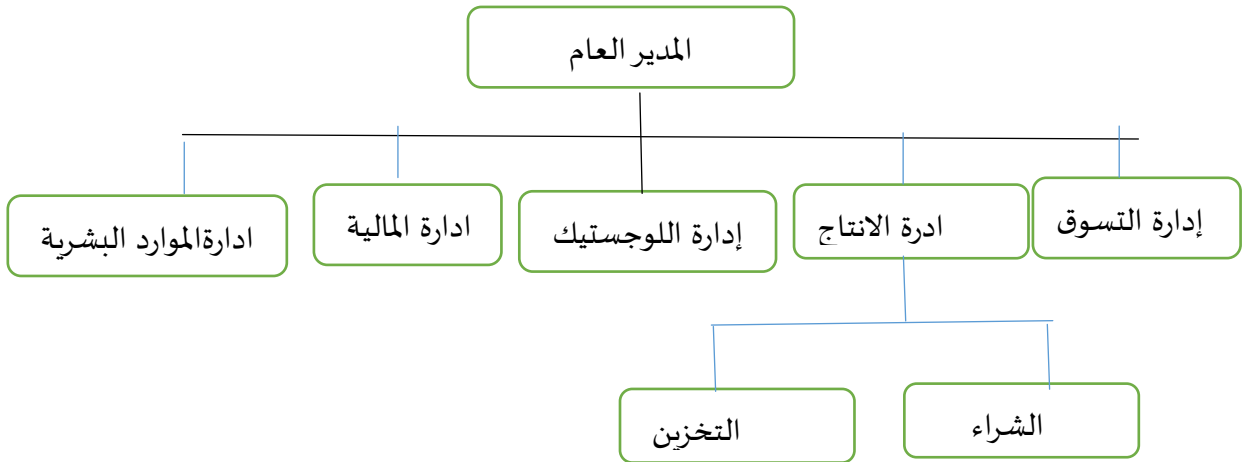 المدير العام
إدارة التسوق
ادرة الانتاج
إدارة اللوجستيك
ادارة المالية
ادارةالموارد البشرية
الشراء
التخزين